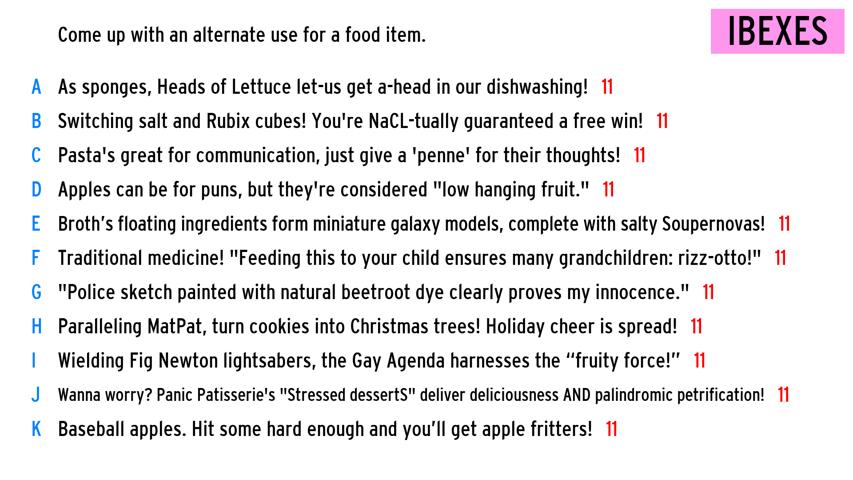 Come up with an alternate use for a food item.
IBEXES
A As sponges, Heads of Lettuce let-us get a-head in our dishwashing! 11
B Switching salt and Rubix cubes! You're NaCL-tually guaranteed a free win! 11
C Pasta's great for communication, just give a 'penne' for their thoughts! 11
D Apples can be for puns, but they're considered "low hanging fruit." 11
E Broth’s floating ingredients form miniature galaxy models, complete with salty Soupernovas! 11
F Traditional medicine! "Feeding this to your child ensures many grandchildren: rizz-otto!" 11
G "Police sketch painted with natural beetroot dye clearly proves my innocence." 11
H Paralleling MatPat, turn cookies into Christmas trees! Holiday cheer is spread! 11
I Wielding Fig Newton lightsabers, the Gay Agenda harnesses the “fruity force!” 11
J Wanna worry? Panic Patisserie's "Stressed dessertS" deliver deliciousness AND palindromic petrification! 11
K Baseball apples. Hit some hard enough and you’ll get apple fritters! 11